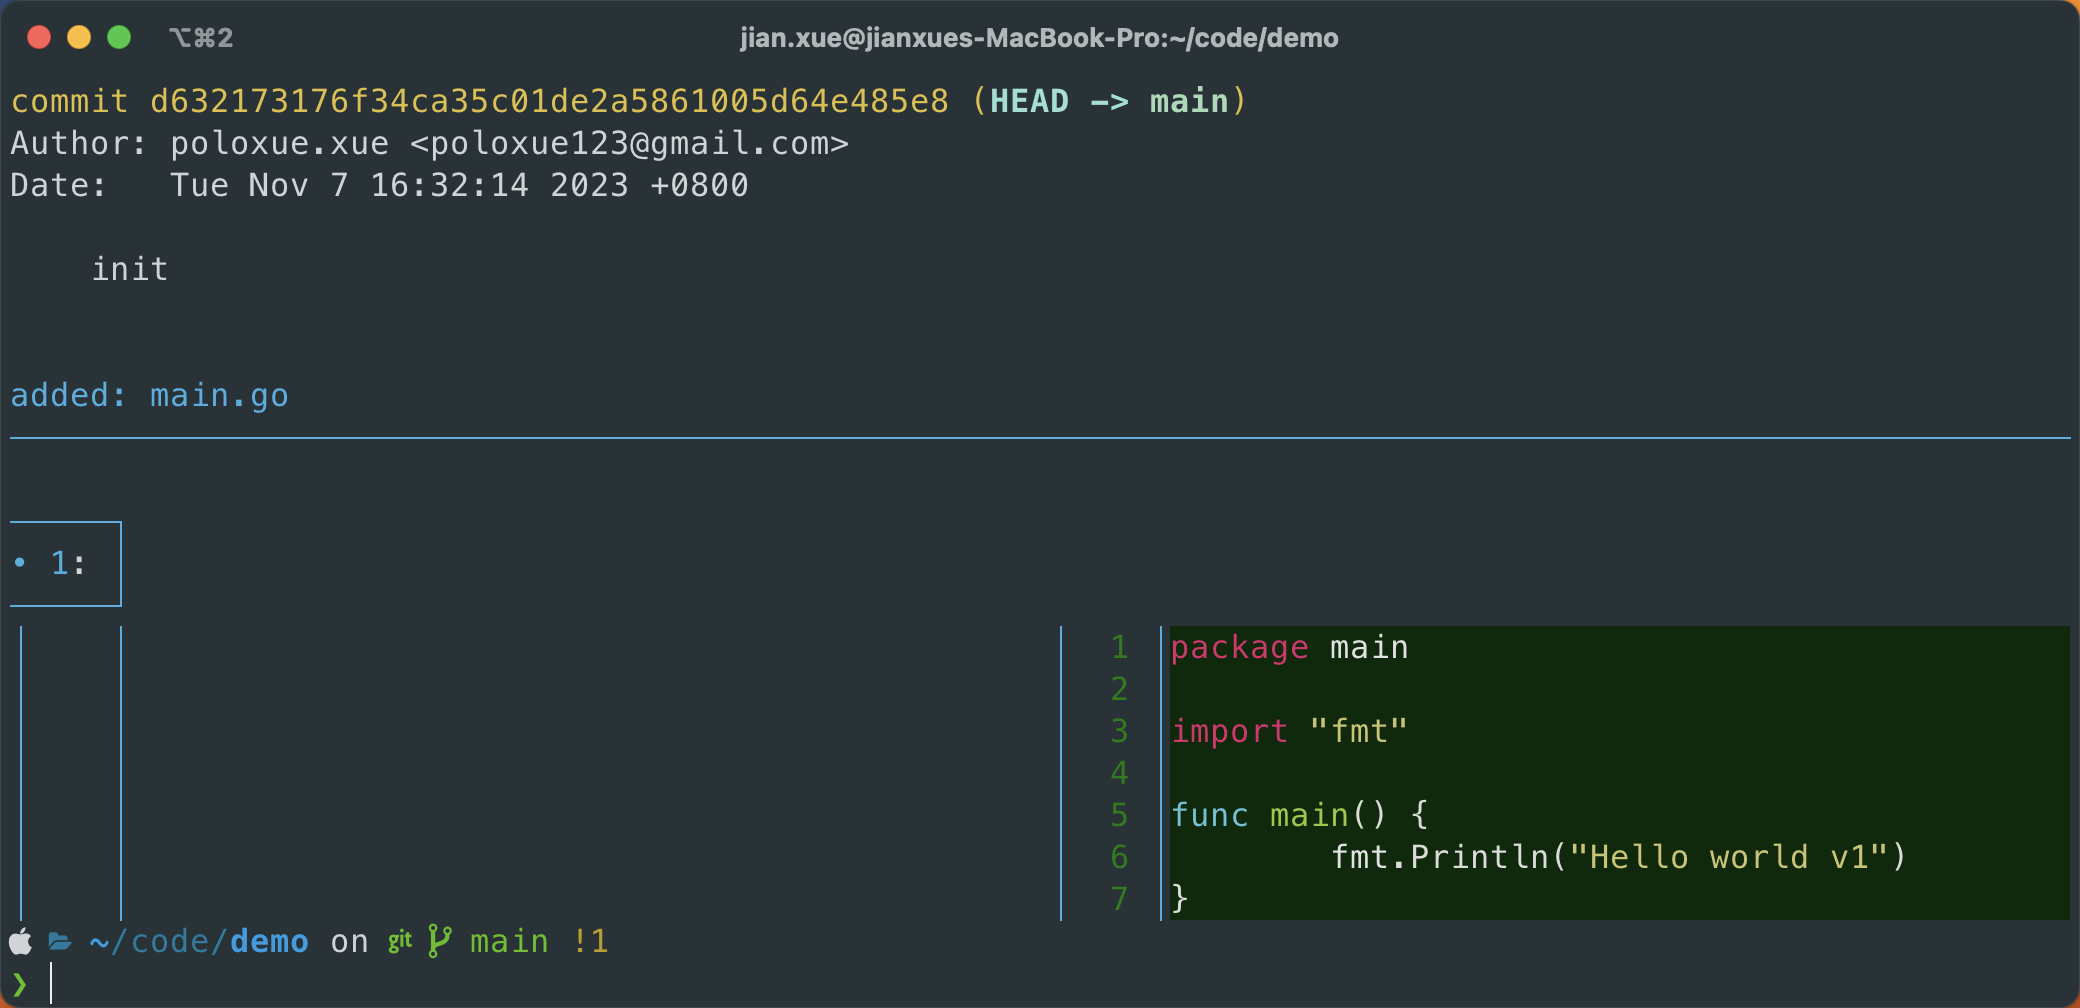 ⌥⌘2
jian.xue@jianxues-MacBook-Pro:~/code/demo
commit d632173176f34ca35c01de2a5861005d64e485e8 (HEAD -> main)
Author: poloxue.xue <poloxue123@gmail.com>
Date:   Tue Nov 7 16:32:14 2023 +0800
    init
added: main.go
• 1:
1 package main
2
3 import "fmt"
4
5 func main() {
6         fmt.Println("Hello world v1")
7 }
~/code/demo on git main !1
❯